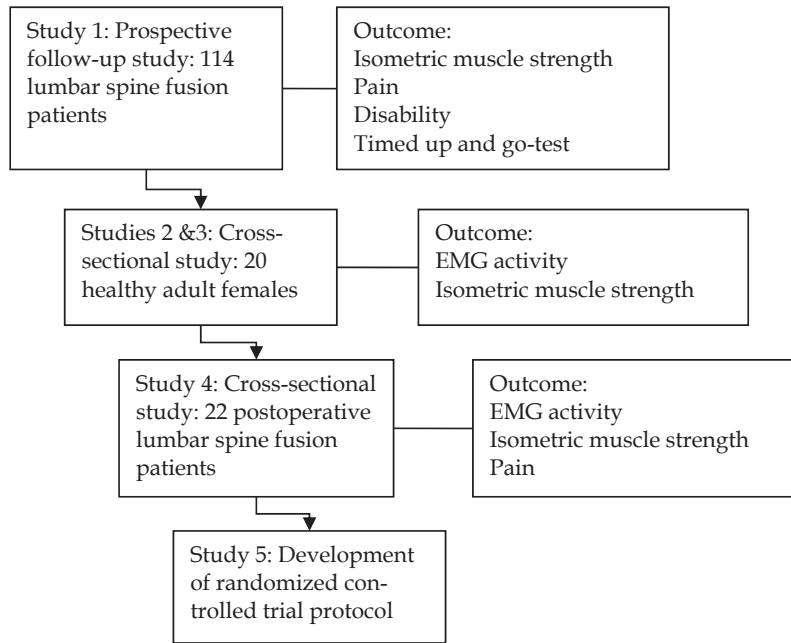 Study 1: Prospective
follow-up study: 114
lumbar spine fusion
patients
Outcome:
Isometric muscle strength
Pain
Disability
Timed up and go-test
Studies 2 &3: Cross-
sectional study: 20
healthy adult females
Outcome:
EMG activity
Isometric muscle strength
Study 4: Cross-sectional
study: 22 postoperative
lumbar spine fusion
patients
Outcome:
EMG activity
Isometric muscle strength
Pain
Study 5: Development
of randomized con-
trolled trial protocol